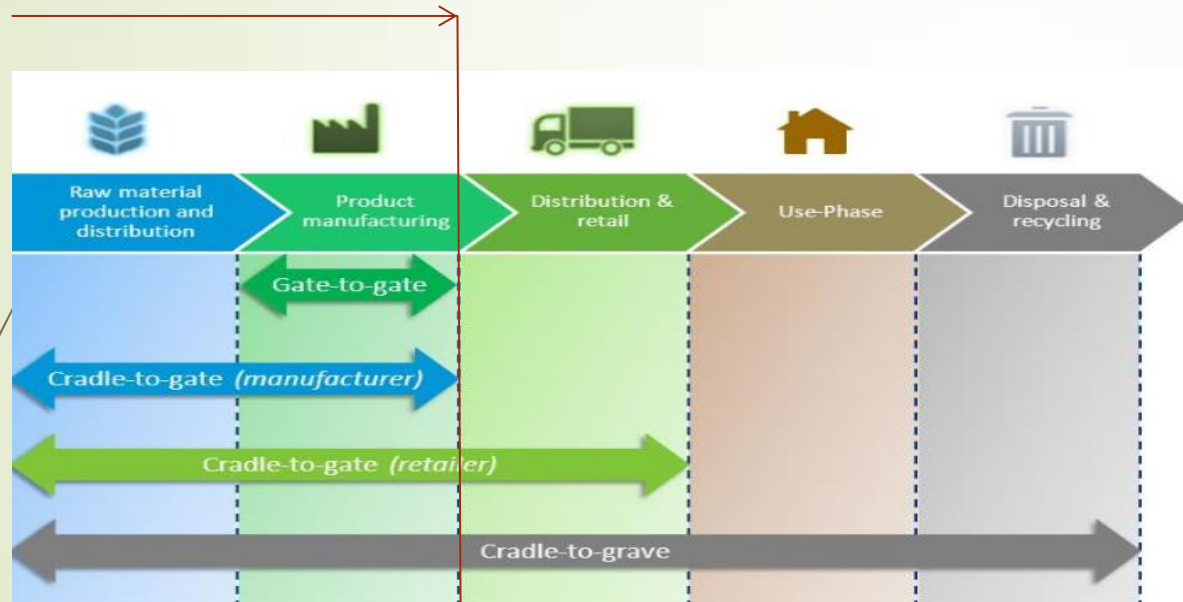 Raw material
production and
distribution
Product
manufacturing
Distribution &
retail
Use-Phase
Disposal &
recycling
Gate-to-gate
Cradle-to-gate (manufacturer)
Cradle-to-gate (retailer)
Cradle-to-grave